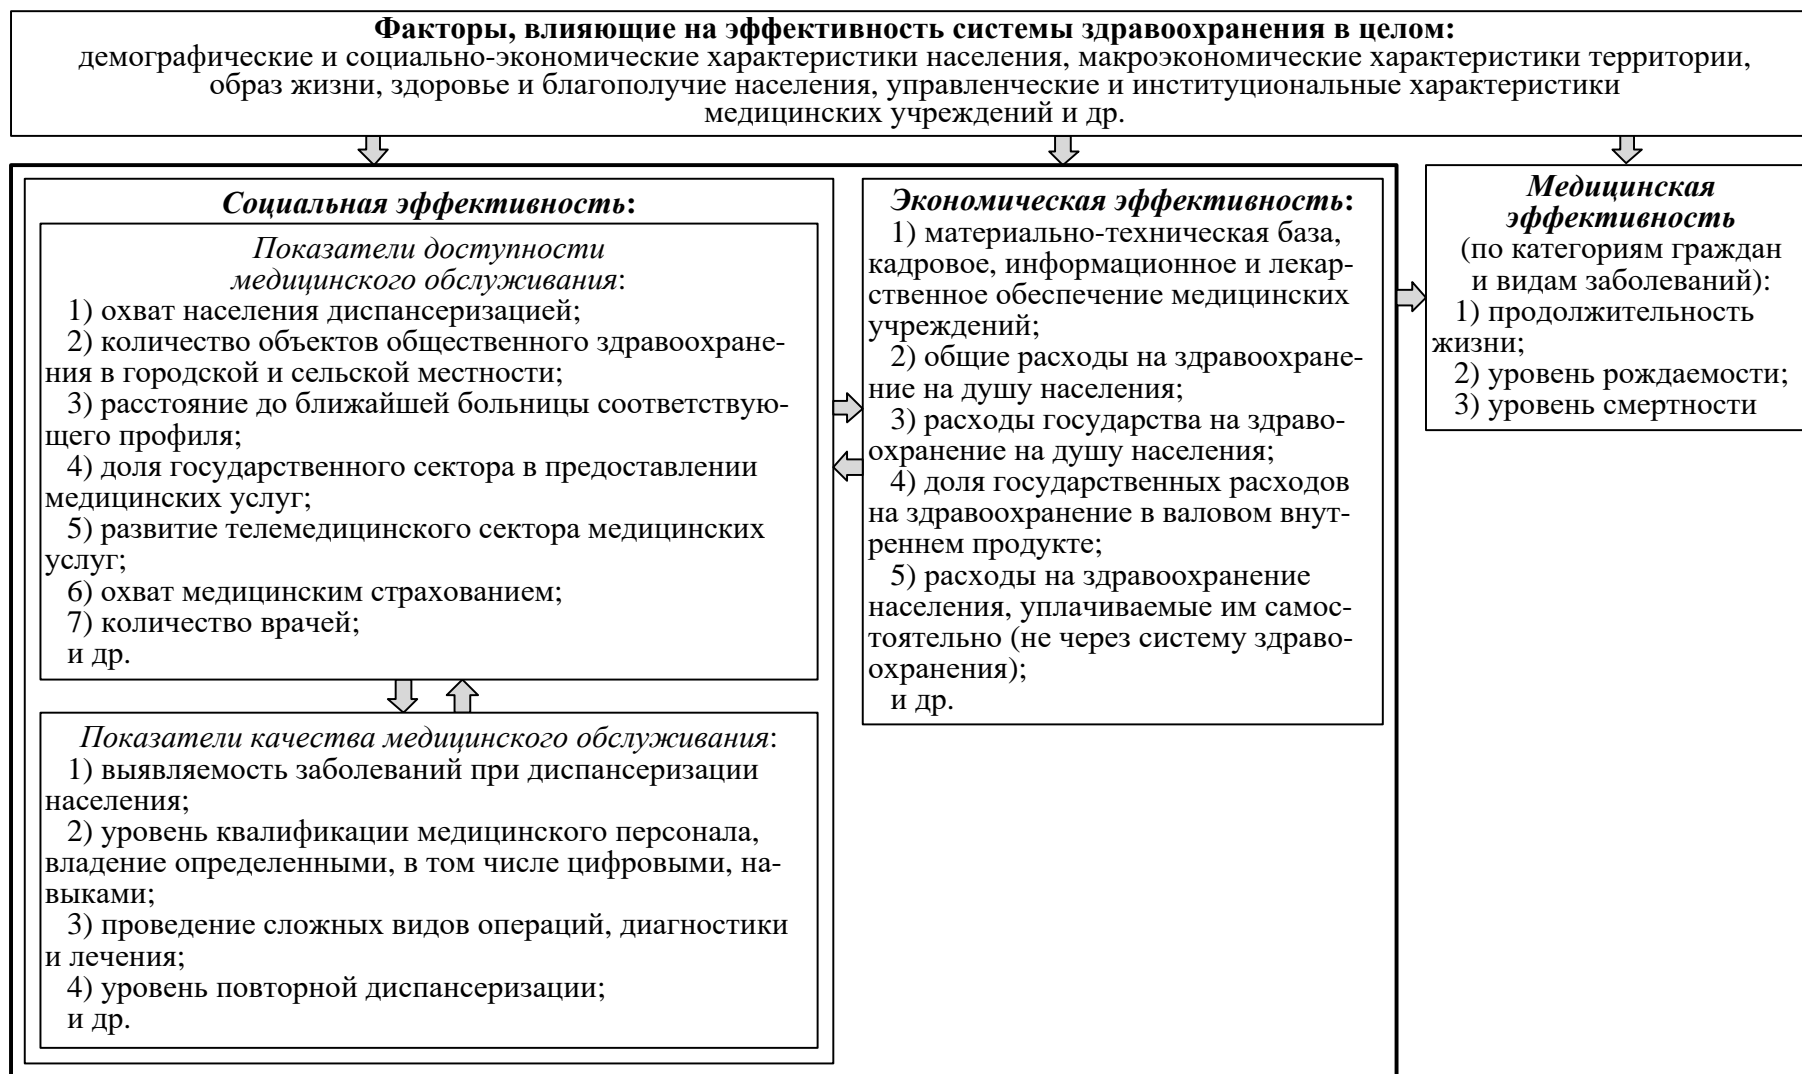 Факторы, влияющие на эффективность системы здравоохранения в целом:
демографические и социально-экономические характеристики населения, макроэкономические характеристики территории,
образ жизни, здоровье и благополучие населения, управленческие и институциональные характеристики
медицинских учреждений и др.
Социальная эффективность:
Показатели доступности
медицинского обслуживания:
1) охват населения диспансеризацией;
2) количество объектов общественного здравоохране-
ния в городской и сельской местности;
3) расстояние до ближайшей больницы соответствую-
щего профиля;
4) доля государственного сектора в предоставлении
медицинских услуг;
5) развитие телемедицинского сектора медицинских
услуг;
6) охват медицинским страхованием;
7) количество врачей;
и др.
Показатели качества медицинского обслуживания:
1) выявляемость заболеваний при диспансеризации
населения;
2) уровень квалификации медицинского персонала,
владение определенными, в том числе цифровыми, на-
выками;
3) проведение сложных видов операций, диагностики
и лечения;
4) уровень повторной диспансеризации;
и др.
Экономическая эффективность:
1) материально-техническая база,
кадровое, информационное и лекар-
ственное обеспечение медицинских
учреждений;
2) общие расходы на здравоохране-
ние на душу населения;
3) расходы государства на здраво-
охранение на душу населения;
4) доля государственных расходов
на здравоохранение в валовом внут-
реннем продукте;
5) расходы на здравоохранение
населения, уплачиваемые им самос-
тоятельно (не через систему здраво-
охранения);
и др.
Медицинская
эффективность
(по категориям граждан
и видам заболеваний):
1) продолжительность
жизни;
2) уровень рождаемости;
3) уровень смертности